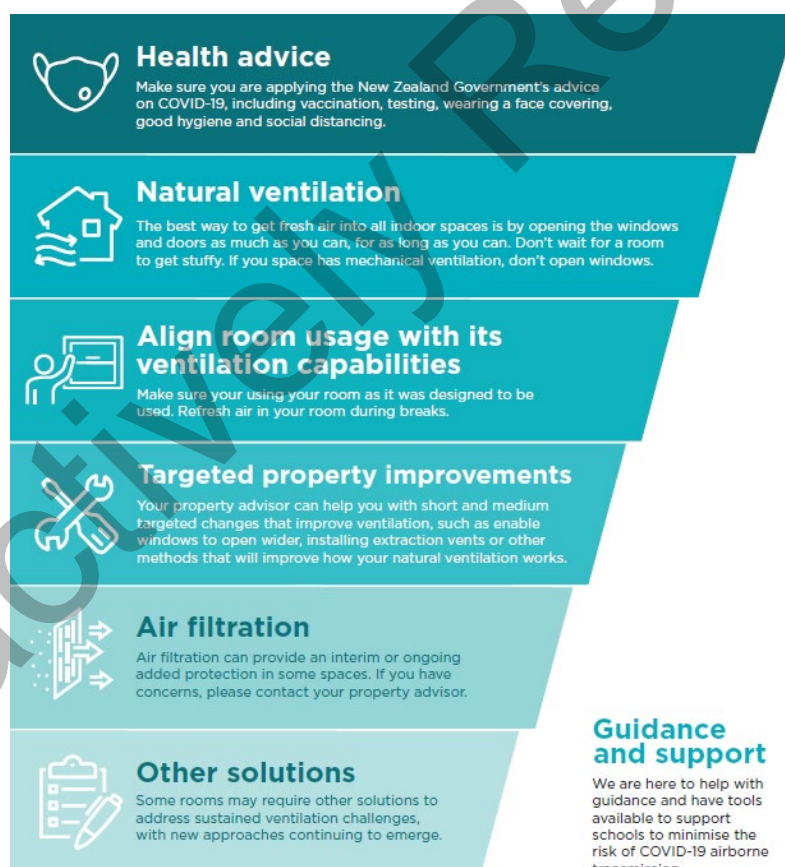 Health advice
Make sure you are applying the New Zealand Government's advice
on COVID-19, including vaccination, testing, wearing a face covering,
good hygiene and social distancing.
Natural ventilation
The best way to get fresh air into all indoor spaces is by opening the windows
and doors as much as you can, for as long as you can. Don't wait for a room
to get stuffy. If you space has mechanical ventilation, don't open windows.
Align room usage with its
ventilation capabilities
Make sure your using your room as it was designed to be
used. Refresh air in your room during breaks.
Targeted property improvements
Your property advisor can help you with short and medium
targeted changes that improve ventilation, such as enable
windows to open wider, installing extraction vents or other
methods that will improve how your natural ventilation works.
Air filtration
Air filtration can provide an interim or ongoing
added protection in some spaces. If you have
concerns, please contact your property advisor.
Other solutions
Some rooms may require other solutions to
address sustained ventilation challenges,
with new approaches continuing to emerge.
Guidance
and support
We are here to help with
guidance and have tools
available to support
schools to minimise the
risk of COVID-19 airborne